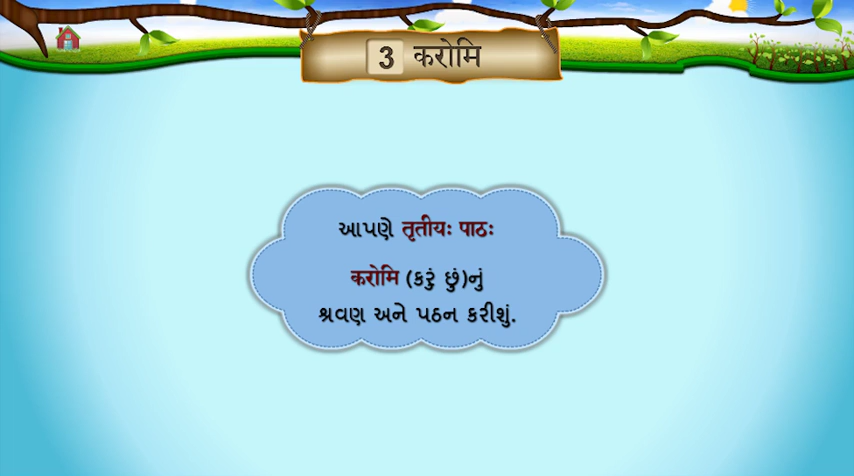 3 करोमि
આપણે तृतीयः पाठः
करोमि (કરું છું)નું
શ્રવણ અને પઠન કરીશું.